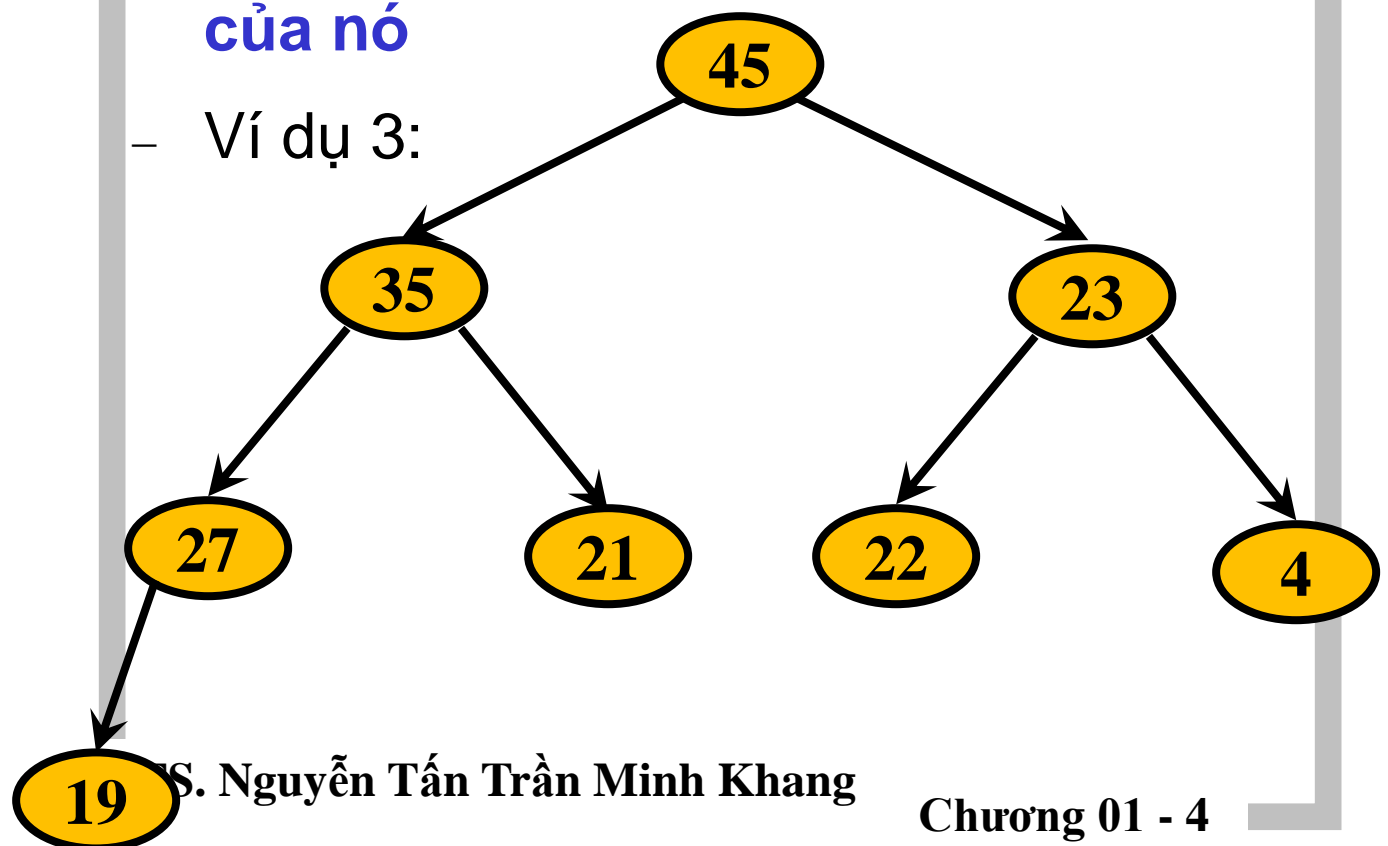 của nó
45
– Ví dụ 3:
35
23
27
21
22
4
19
S. Nguyễn Tấn Trần Minh Khang
Chương 01 - 4